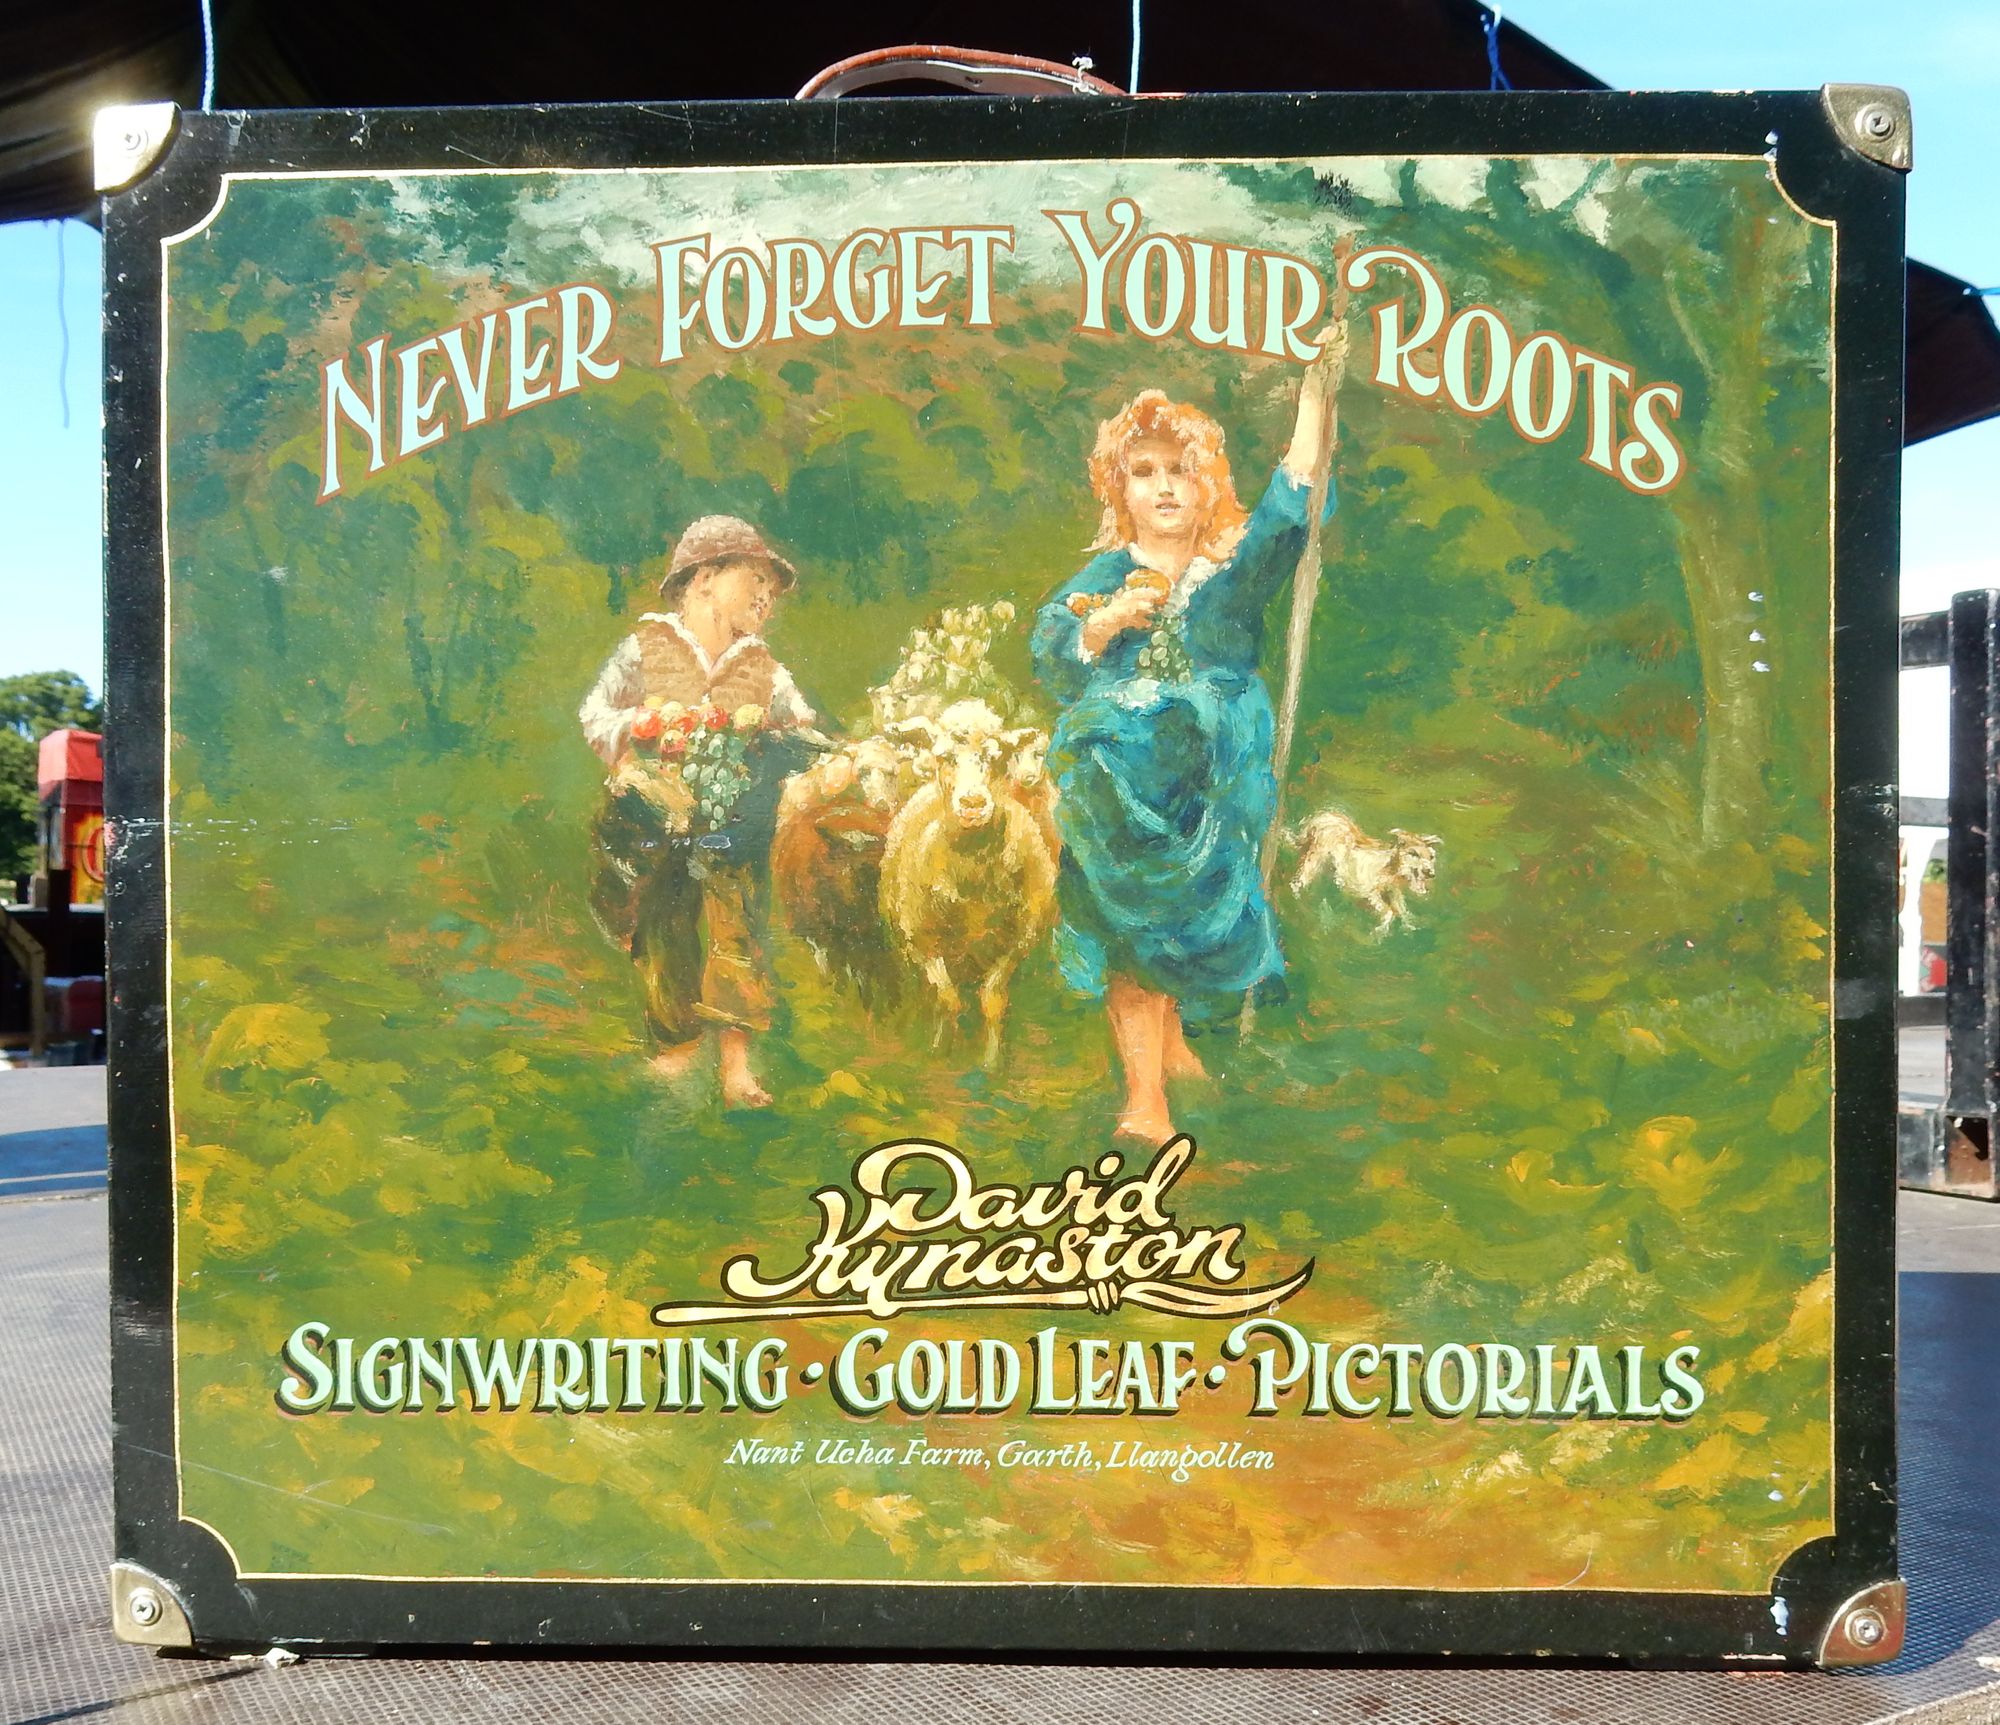 NEVER FORGET YOUR ROOTS
David
Kynaston
SIGNWRITING · GOLD LEAF · PICTORIALS
Nant Ucha Farm, Garth, Llangollen